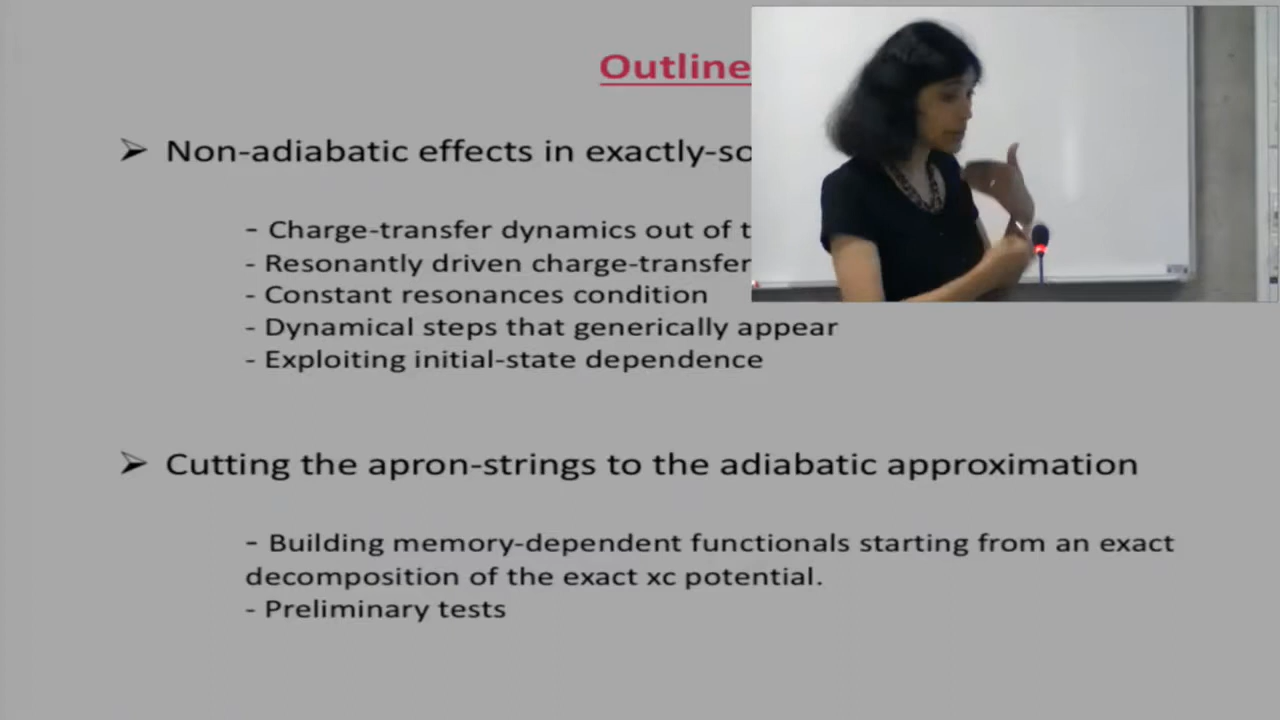 Outline
➢ Non-adiabatic effects in exactly-so
- Charge-transfer dynamics out of t
- Resonantly driven charge-transfer
- Constant resonances condition
- Dynamical steps that generically appear
- Exploiting initial-state dependence
➢ Cutting the apron-strings to the adiabatic approximation
- Building memory-dependent functionals starting from an exact
decomposition of the exact xc potential.
- Preliminary tests